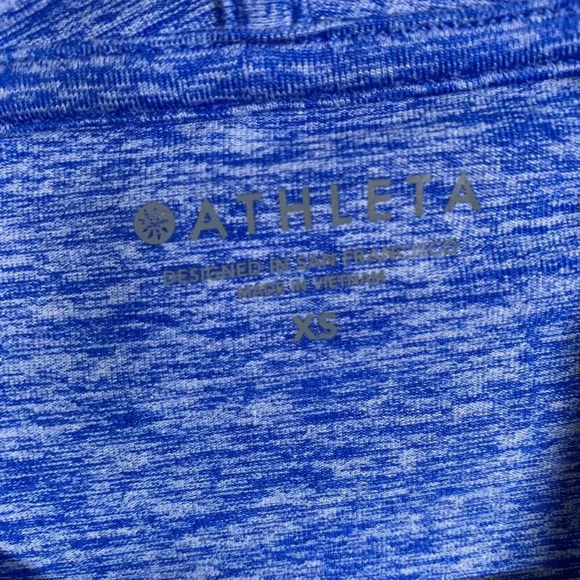 ATHLETA
DESIGNED IN SAN FRANCISCO
MADE IN VIETNAM
XS